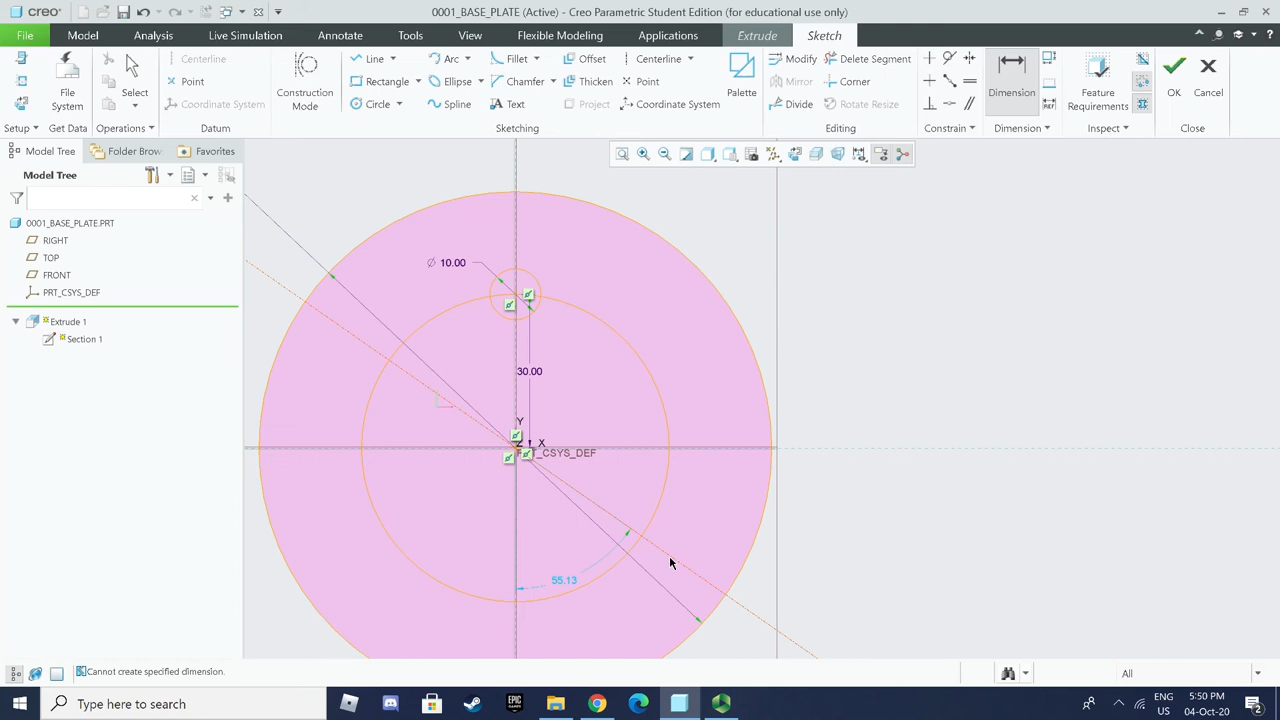 creo® 0001_BASE_PLATE (Active) - Creo Parametric Student Edition (for educational use only)
File Model Analysis Live Simulation Annotate Tools View Flexible Modeling Applications Extrude Sketch
Centerline Line Arc Fillet Offset Centerline Modify Delete Segment
File System Select Point Construction Mode Rectangle Ellipse Chamfer Thicken Point Palette Mirror Corner Dimension Feature Requirements OK Cancel
Coordinate System Circle Spline Text Project Coordinate System Divide Rotate Resize
Setup Get Data Operations Datum Sketching Editing Constrain Dimension Inspect Close
Model Tree Folder Brow Favorites
Model Tree
0001_BASE_PLATE.PRT
RIGHT
TOP
FRONT
PRT_CSYS_DEF
Extrude 1
Section 1
∅ 10.00
30.00
Y
Z X
PRT_CSYS_DEF
55.13
Cannot create specified dimension. All
Type here to search
EPIC GAMES
ENG US
5:50 PM
04-Oct-20
2